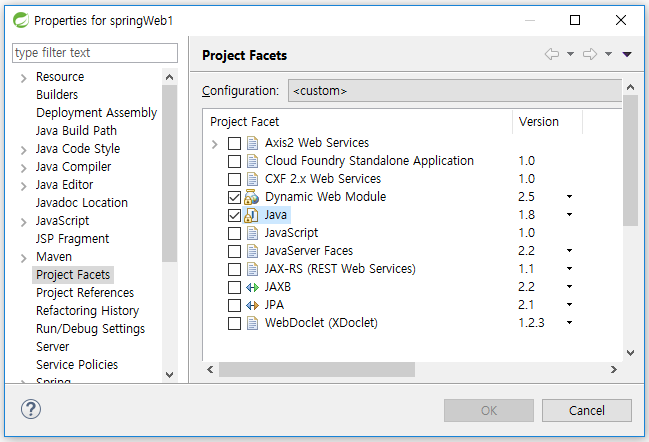 Properties for springWeb1
type filter text
Resource
Builders
Deployment Assembly
Java Build Path
Java Code Style
Java Compiler
Java Editor
Javadoc Location
JavaScript
JSP Fragment
Maven
Project Facets
Project References
Refactoring History
Run/Debug Settings
Server
Service Policies
Spring
Project Facets
Configuration: <custom>
Project Facet Version
Axis2 Web Services
Cloud Foundry Standalone Application 1.0
CXF 2.x Web Services 1.0
Dynamic Web Module 2.5
Java 1.8
JavaScript 1.0
JavaServer Faces 2.2
JAX-RS (REST Web Services) 1.1
JAXB 2.2
JPA 2.1
WebDoclet (XDoclet) 1.2.3
OK Cancel